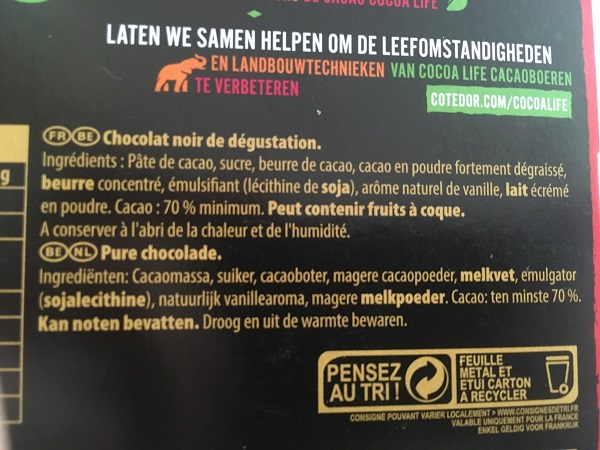 DE CACAO COCOA LIFE
LATEN WE SAMEN HELPEN OM DE LEEFOMSTANDIGHEDEN
EN LANDBOUWTECHNIEKEN VAN COCOA LIFE CACAOBOEREN
TE VERBETEREN
COTEDOR.COM/COCOALIFE
g
FR BE Chocolat noir de dégustation.
Ingrédients : Pâte de cacao, sucre, beurre de cacao, cacao en poudre fortement dégraissé,
beurre concentré, émulsifiant (lécithine de soja), arôme naturel de vanille, lait écrémé
en poudre. Cacao : 70 % minimum. Peut contenir fruits à coque.
A conserver à l'abri de la chaleur et de l'humidité.
BE NL Pure chocolade.
Ingrediënten: Cacaomassa, suiker, cacaoboter, magere cacaopoeder, melkvet, emulgator
(sojalecithine), natuurlijk vanillearoma, magere melkpoeder. Cacao: ten minste 70 %.
Kan noten bevatten. Droog en uit de warmte bewaren.
PENSEZ
AU TRI !
FEUILLE
METAL ET
ETUI CARTON
A RECYCLER
CONSIGNE POUVANT VARIER LOCALEMENT > WWW.CONSIGNESDETRI.FR
VALABLE UNIQUEMENT POUR LA FRANCE
ENKEL GELDIG VOOR FRANKRIJK